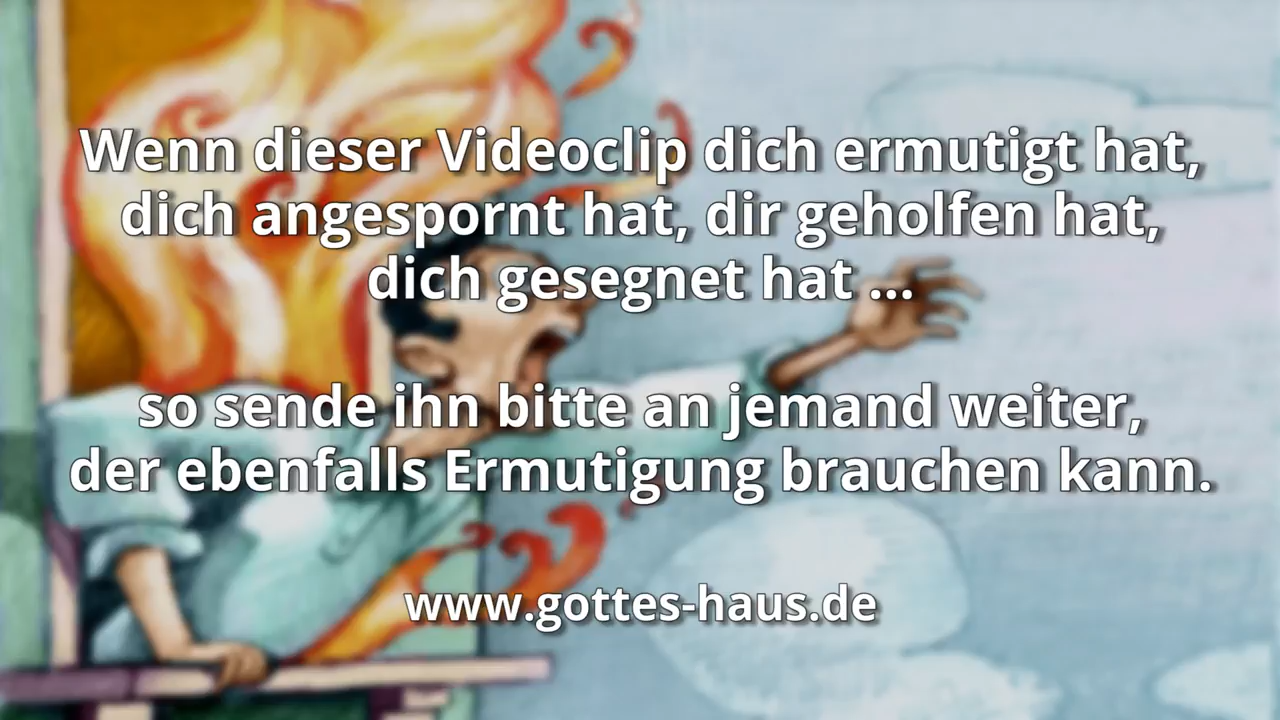 Wenn dieser Videoclip dich ermutigt hat,
dich angespornt hat, dir geholfen hat,
dich gesegnet hat ...
so sende ihn bitte an jemand weiter,
der ebenfalls Ermutigung brauchen kann.
www.gottes-haus.de